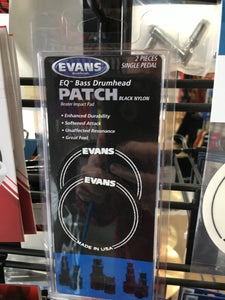 EVANS
2 PIECES
SINGLE PEDAL
EQ™ Bass Drumhead
PATCH
BLACK NYLON
Beater Impact Pad
• Enhanced Durability
• Softened Attack
• Unaffected Resonance
• Great Feel
EVANS
EVANS
MADE IN USA